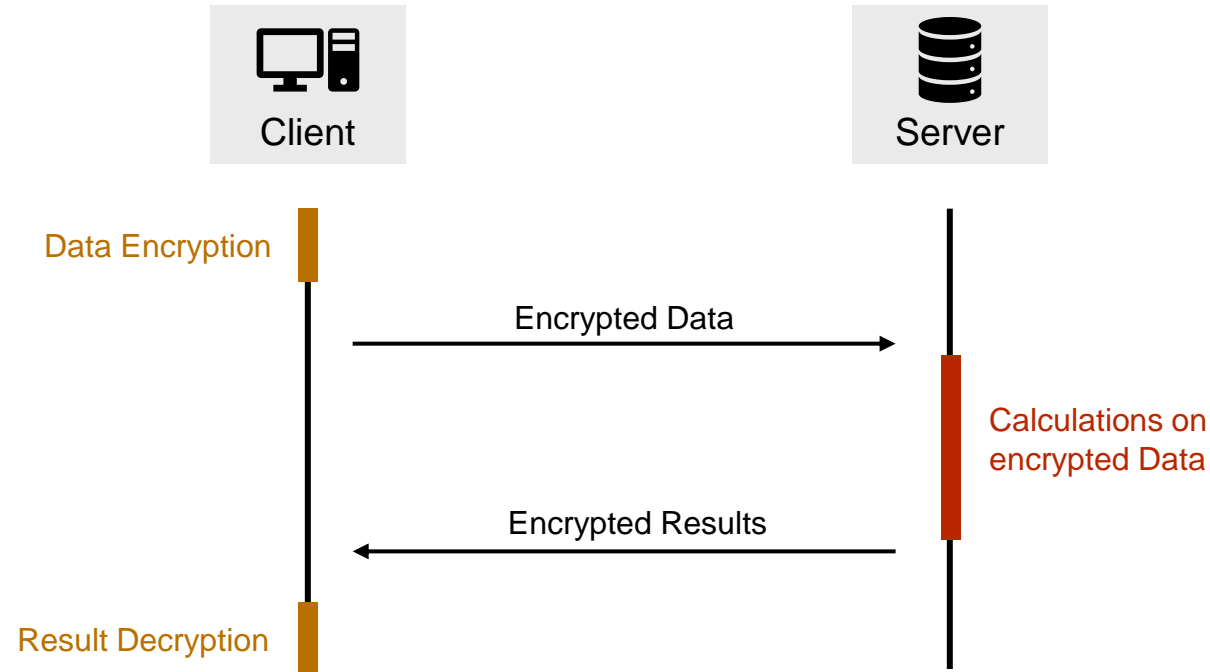 Client
Server
Data Encryption
Encrypted Data
Calculations on
encrypted Data
Encrypted Results
Result Decryption